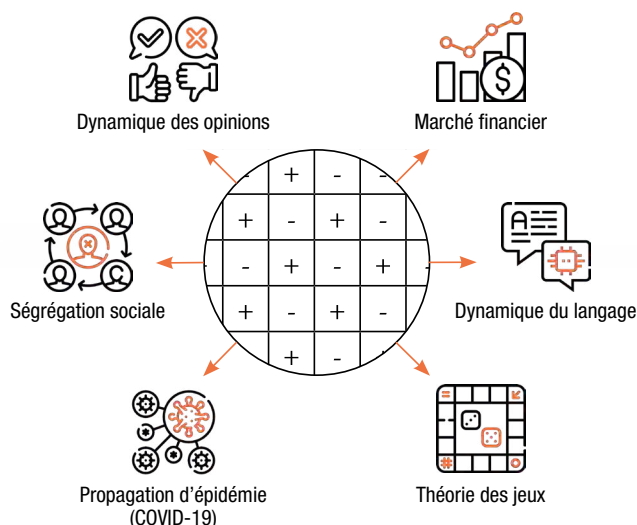 Dynamique des opinions
Marché financier
$
- + - -
+ - + -
- + - + -
+ - + -
+ -
Ségrégation sociale
A
Dynamique du langage
Propagation d'épidémie
(COVID-19)
Théorie des jeux